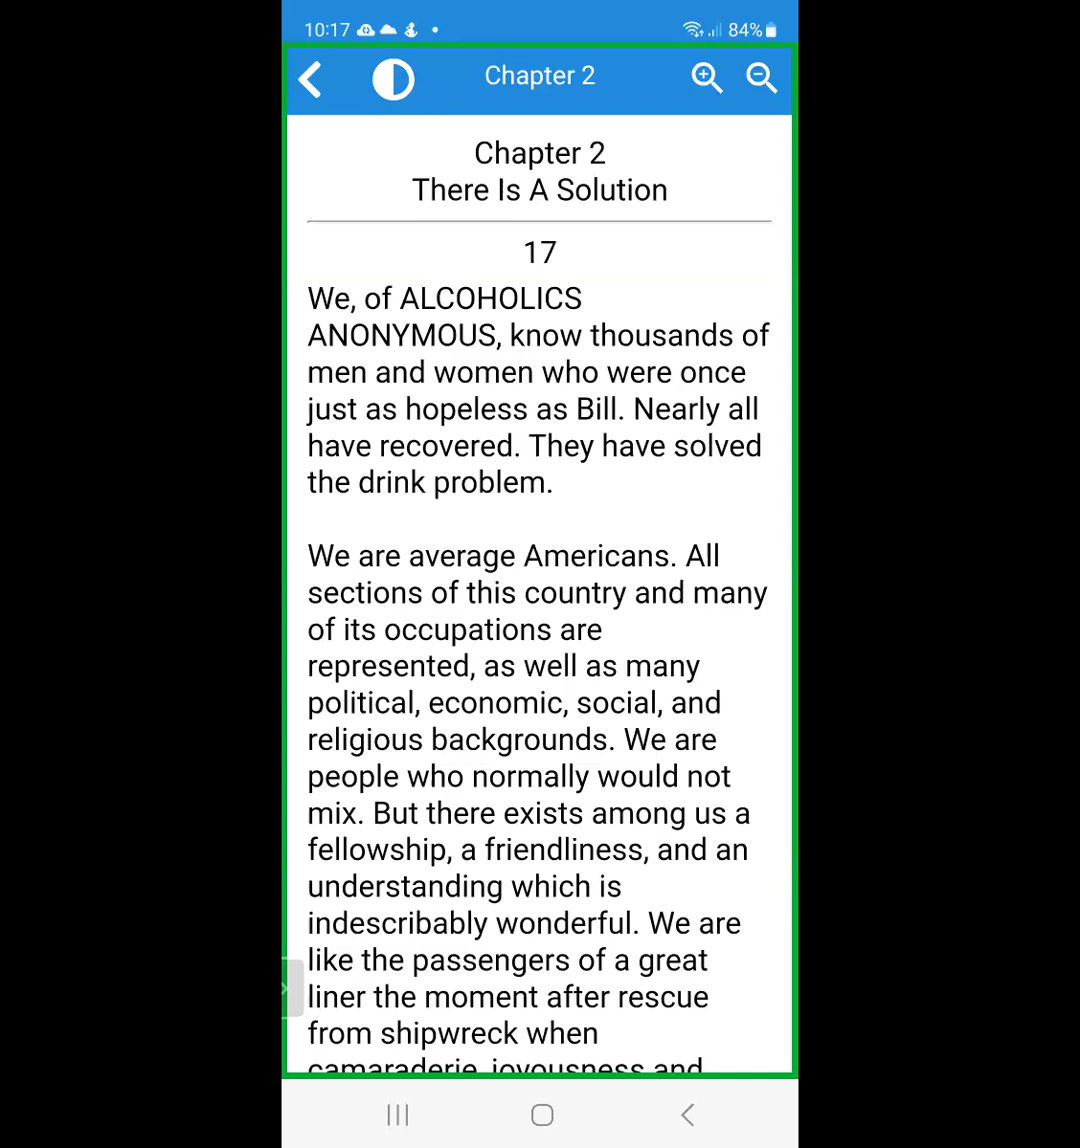 10:17 84%
Chapter 2
Chapter 2
There Is A Solution
17
We, of ALCOHOLICS
ANONYMOUS, know thousands of
men and women who were once
just as hopeless as Bill. Nearly all
have recovered. They have solved
the drink problem.
We are average Americans. All
sections of this country and many
of its occupations are
represented, as well as many
political, economic, social, and
religious backgrounds. We are
people who normally would not
mix. But there exists among us a
fellowship, a friendliness, and an
understanding which is
indescribably wonderful. We are
like the passengers of a great
liner the moment after rescue
from shipwreck when
camaraderie, joyousness and